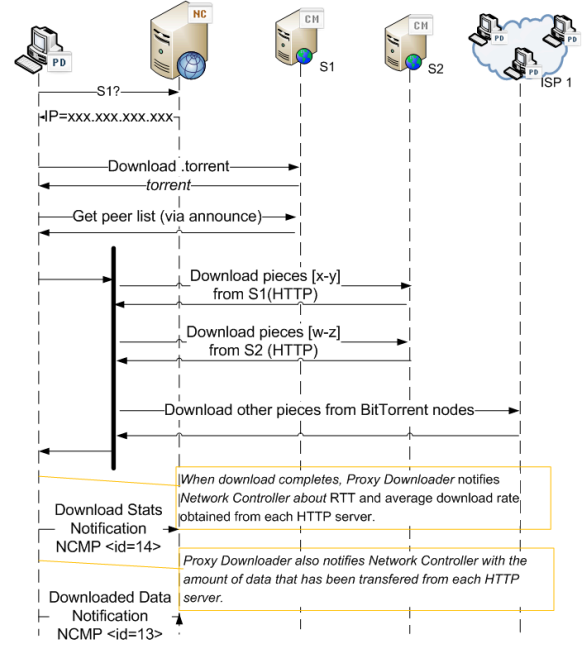 NC
CM
CM
PD
PD
PD
PD
S1
S2
ISP 1
S1?
IP=xxx.xxx.xxx.xxx
Download .torrent
torrent
Get peer list (via announce)
Download pieces [x-y]
from S1(HTTP)
Download pieces [w-z]
from S2 (HTTP)
Download other pieces from BitTorrent nodes
When download completes, Proxy Downloader notifies
Network Controller about RTT and average download rate
obtained from each HTTP server.
Download Stats
Notification
NCMP <id=14>
Proxy Downloader also notifies Network Controller with the
amount of data that has been transfered from each HTTP
server.
Downloaded Data
Notification
NCMP <id=13>